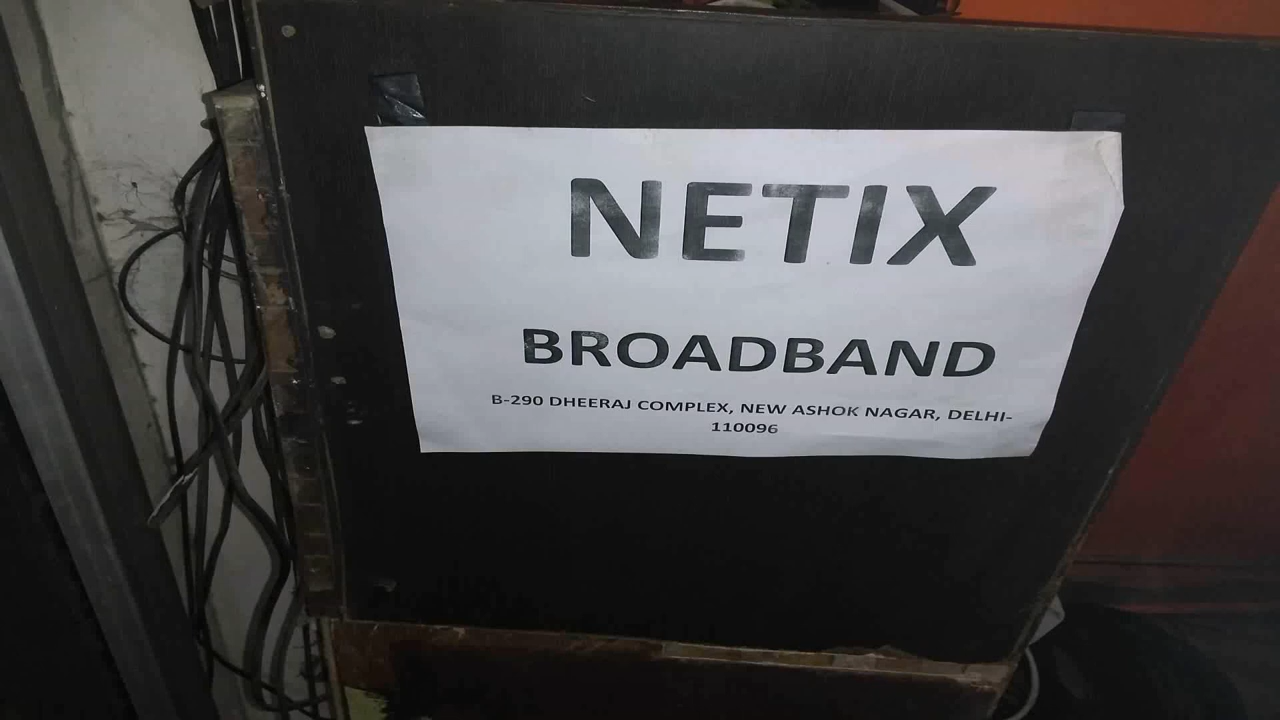 NETIX
BROADBAND
B-290 DHEERAJ COMPLEX, NEW ASHOK NAGAR, DELHI-
110096